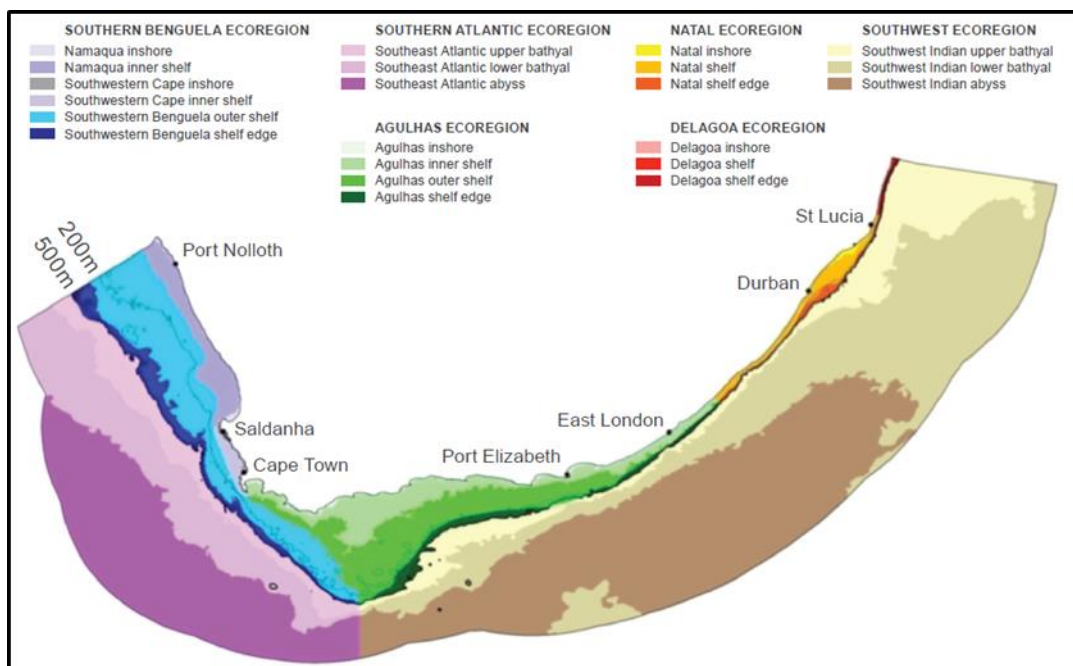 SOUTHERN BENGUELA ECOREGION
Namaqua inshore
Namaqua inner shelf
Southwestern Cape inshore
Southwestern Cape inner shelf
Southwestern Benguela outer shelf
Southwestern Benguela shelf edge
SOUTHERN ATLANTIC ECOREGION
Southeast Atlantic upper bathyal
Southeast Atlantic lower bathyal
Southeast Atlantic abyss
AGULHAS ECOREGION
Agulhas inshore
Agulhas inner shelf
Agulhas outer shelf
Agulhas shelf edge
NATAL ECOREGION
Natal inshore
Natal shelf
Natal shelf edge
DELAGOA ECOREGION
Delagoa inshore
Delagoa shelf
Delagoa shelf edge
SOUTHWEST ECOREGION
Southwest Indian upper bathyal
Southwest Indian lower bathyal
Southwest Indian abyss
200m
500m
Port Nolloth
Saldanha
Cape Town
Port Elizabeth
East London
Durban
St Lucia